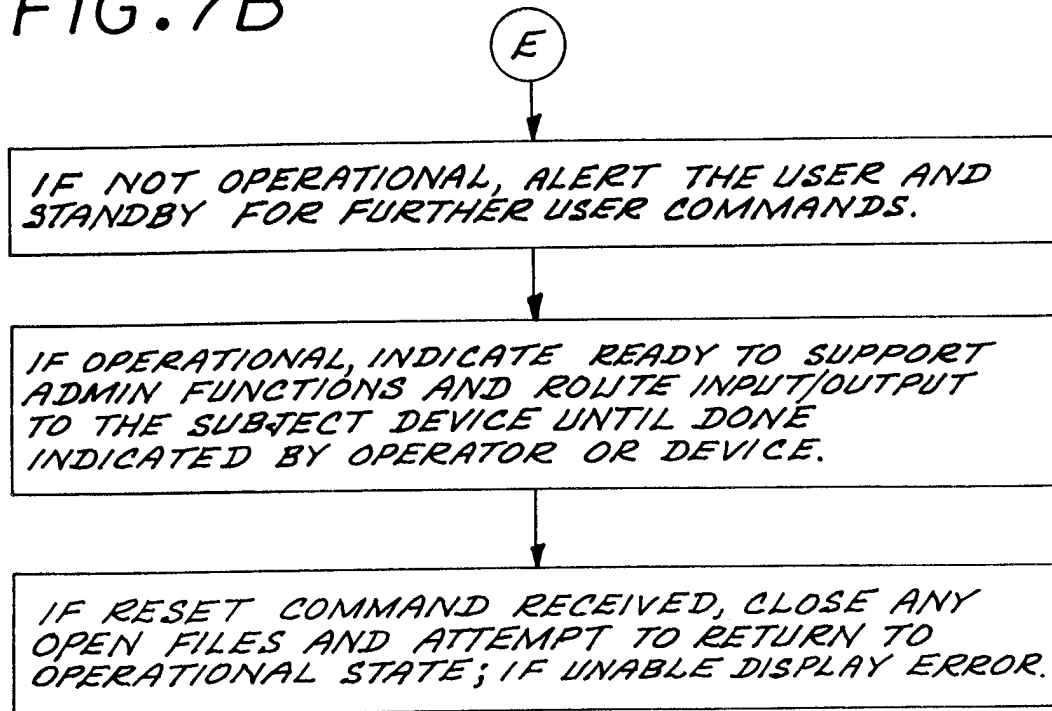 FIG. 7B
E
IF NOT OPERATIONAL, ALERT THE USER AND
STANDBY FOR FURTHER USER COMMANDS.
IF OPERATIONAL, INDICATE READY TO SUPPORT
ADMIN FUNCTIONS AND ROUTE INPUT/OUTPUT
TO THE SUBJECT DEVICE UNTIL DONE
INDICATED BY OPERATOR OR DEVICE.
IF RESET COMMAND RECEIVED, CLOSE ANY
OPEN FILES AND ATTEMPT TO RETURN TO
OPERATIONAL STATE; IF UNABLE DISPLAY ERROR.